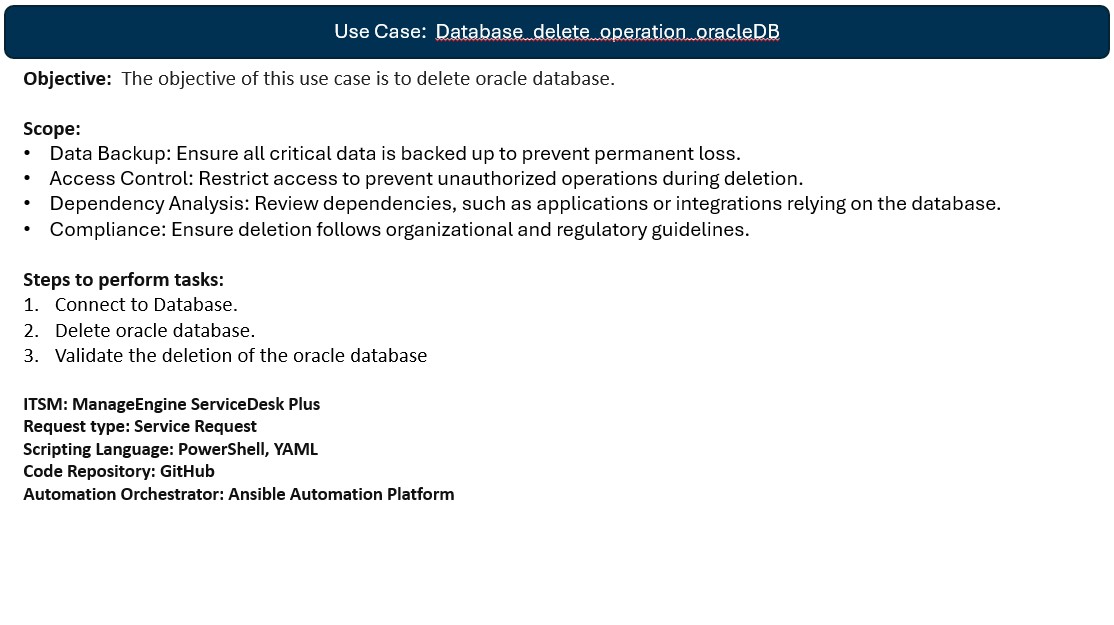 Use Case: Database_delete_operation_oracleDB
Objective: The objective of this use case is to delete oracle database.
Scope:
• Data Backup: Ensure all critical data is backed up to prevent permanent loss.
• Access Control: Restrict access to prevent unauthorized operations during deletion.
• Dependency Analysis: Review dependencies, such as applications or integrations relying on the database.
• Compliance: Ensure deletion follows organizational and regulatory guidelines.
Steps to perform tasks:
1. Connect to Database.
2. Delete oracle database.
3. Validate the deletion of the oracle database
ITSM: ManageEngine ServiceDesk Plus
Request type: Service Request
Scripting Language: PowerShell, YAML
Code Repository: GitHub
Automation Orchestrator: Ansible Automation Platform